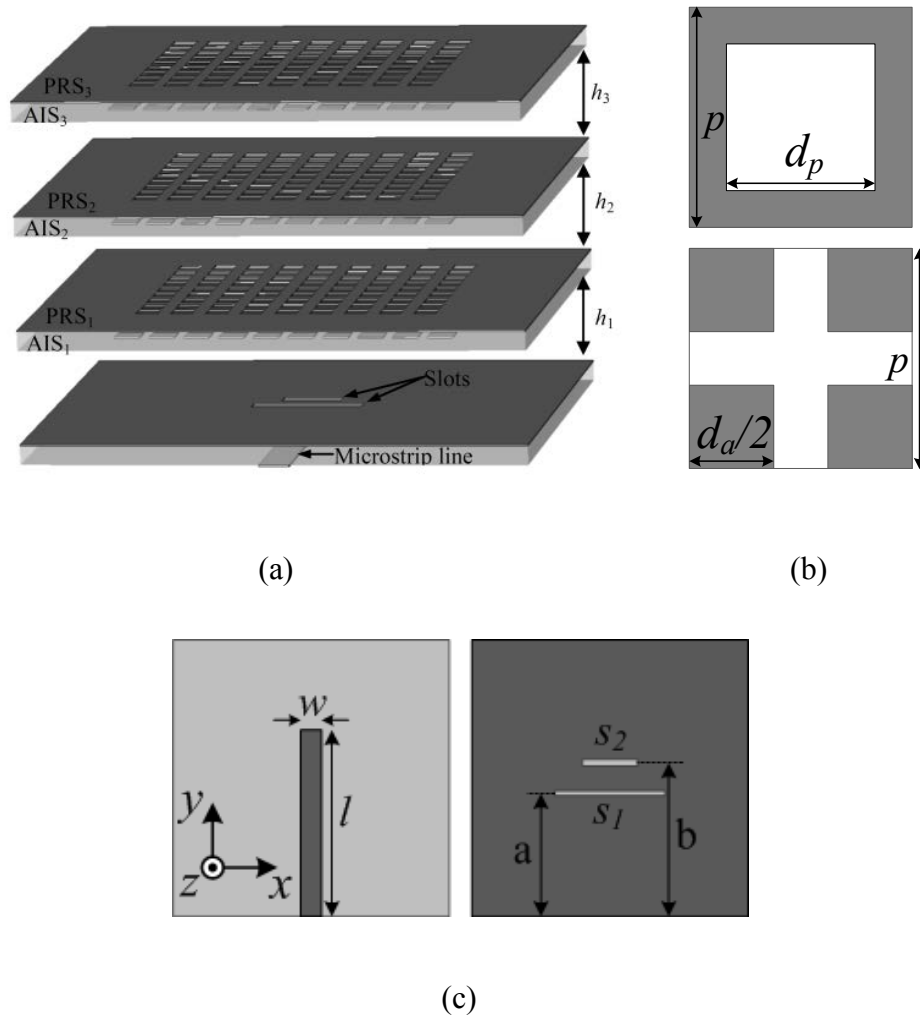 PRS₃
AIS₃
h₃
PRS₂
AIS₂
h₂
PRS₁
AIS₁
h₁
Slots
Microstrip line
p
dₚ
p
dₐ/2
(a)
(b)
w
l
y
z
x
s₂
s₁
a
b
(c)